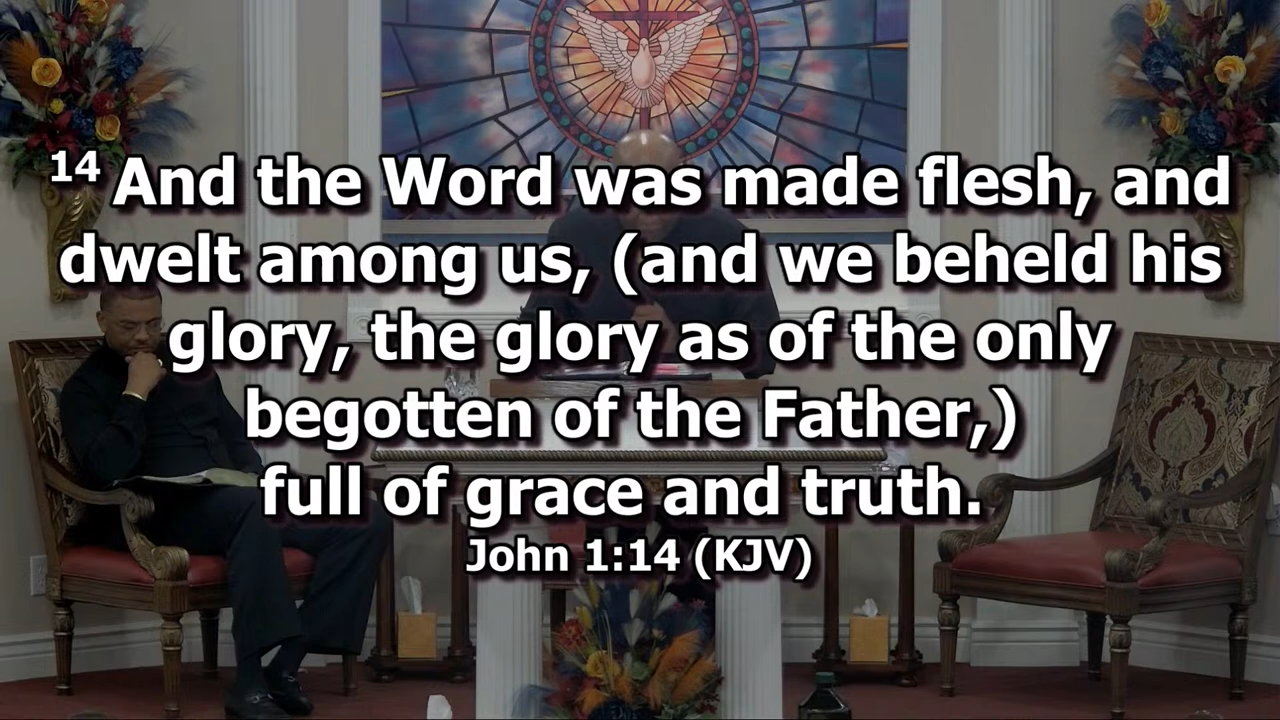 14 And the Word was made flesh, and
dwelt among us, (and we beheld his
glory, the glory as of the only
begotten of the Father,)
full of grace and truth.
John 1:14 (KJV)